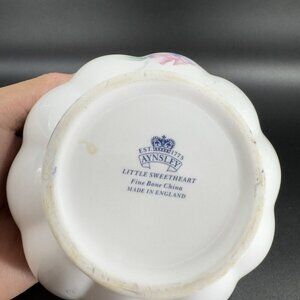 EST. 1775
AYNSLEY
LITTLE SWEETHEART
Fine Bone China
MADE IN ENGLAND